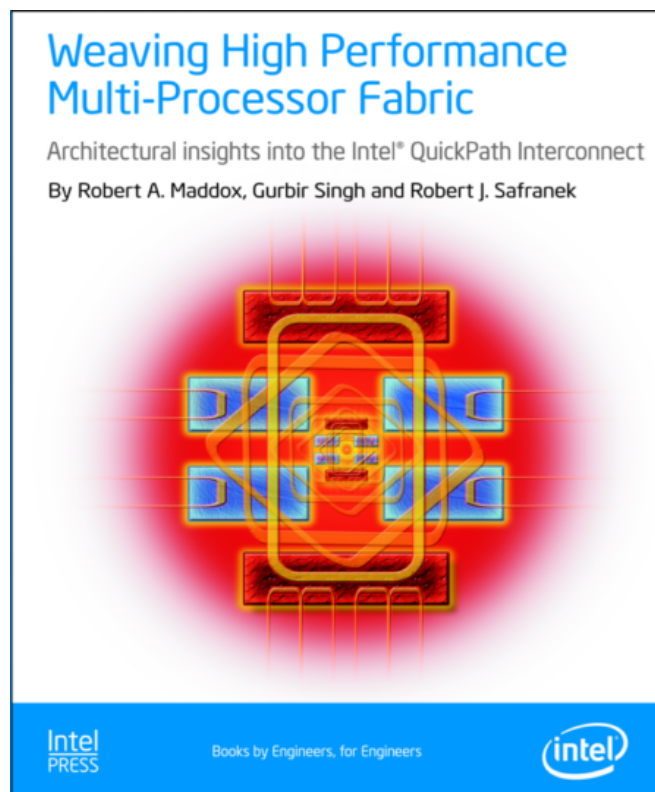 Weaving High Performance
Multi-Processor Fabric
Architectural insights into the Intel® QuickPath Interconnect
By Robert A. Maddox, Gurbir Singh and Robert J. Safranek
Intel
PRESS
Books by Engineers, for Engineers
intel